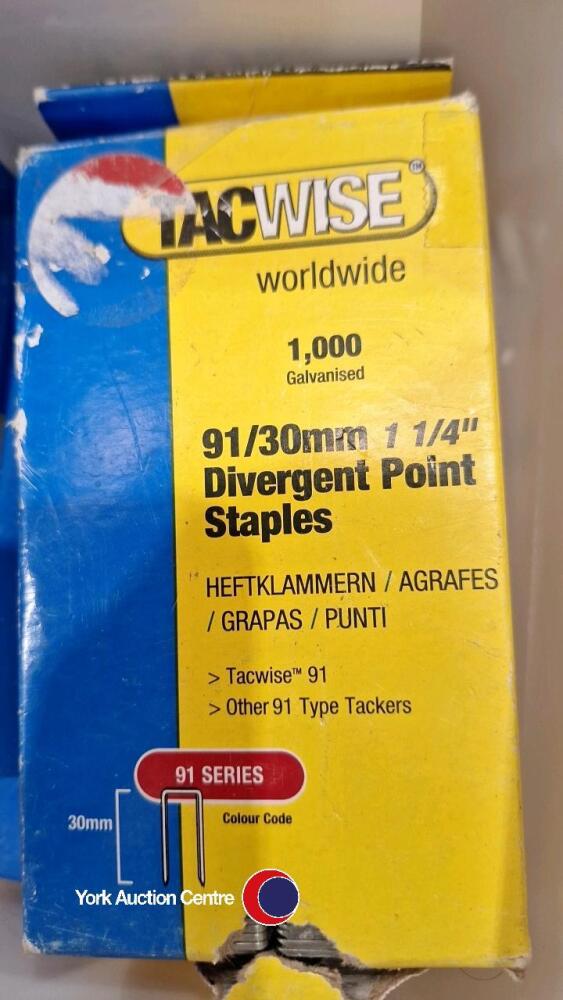 TACWISE™
worldwide
1,000
Galvanised
91/30mm 1 1/4"
Divergent Point
Staples
HEFTKLAMMERN / AGRAFES
/ GRAPAS / PUNTI
> Tacwise™ 91
> Other 91 Type Tackers
91 SERIES
30mm
Colour Code
York Auction Centre